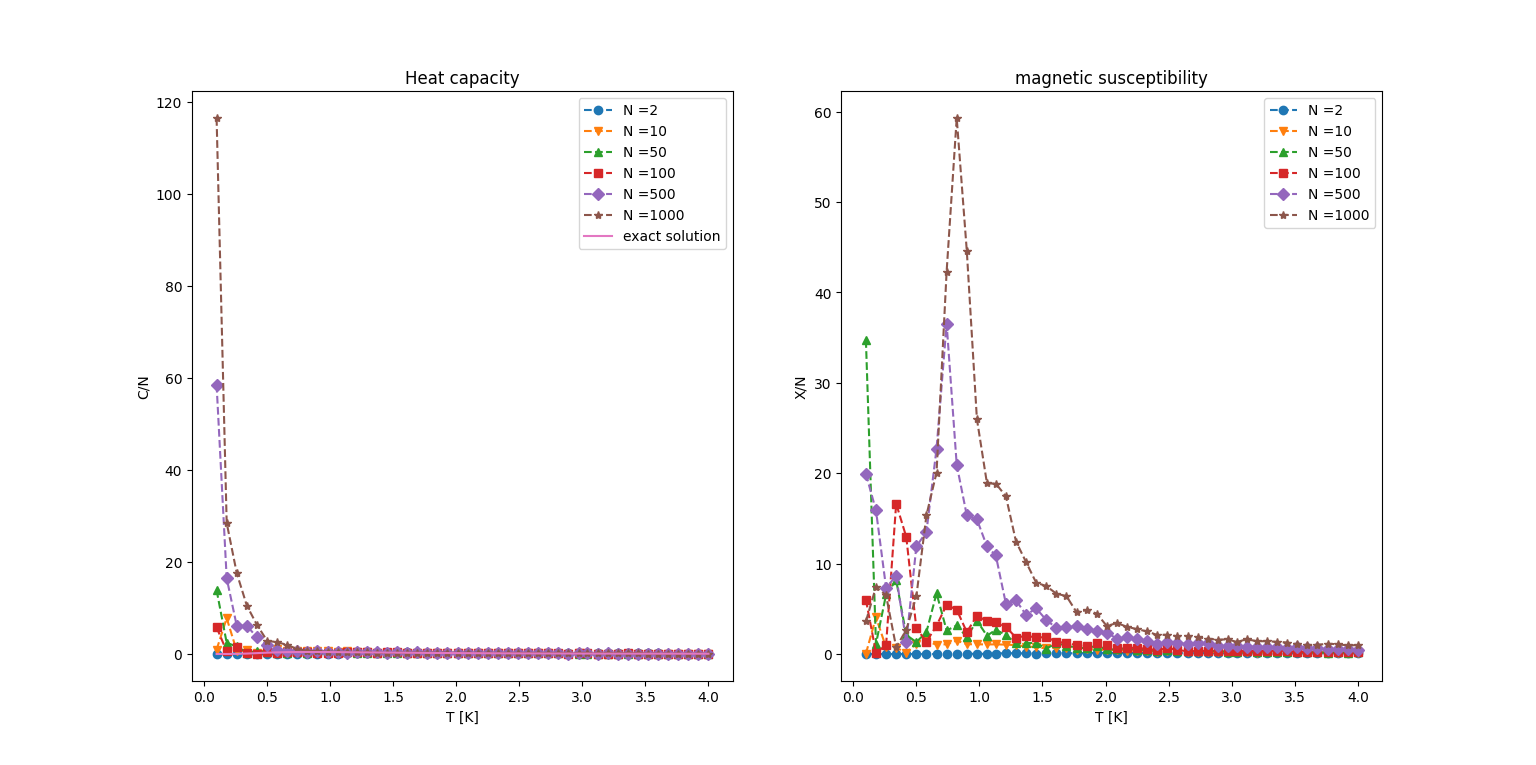 Heat capacity
C/N
120
100
80
60
40
20
0
0.0 0.5 1.0 1.5 2.0 2.5 3.0 3.5 4.0
T [K]
N =2
N =10
N =50
N =100
N =500
N =1000
exact solution
magnetic susceptibility
X/N
60
50
40
30
20
10
0
0.0 0.5 1.0 1.5 2.0 2.5 3.0 3.5 4.0
T [K]
N =2
N =10
N =50
N =100
N =500
N =1000